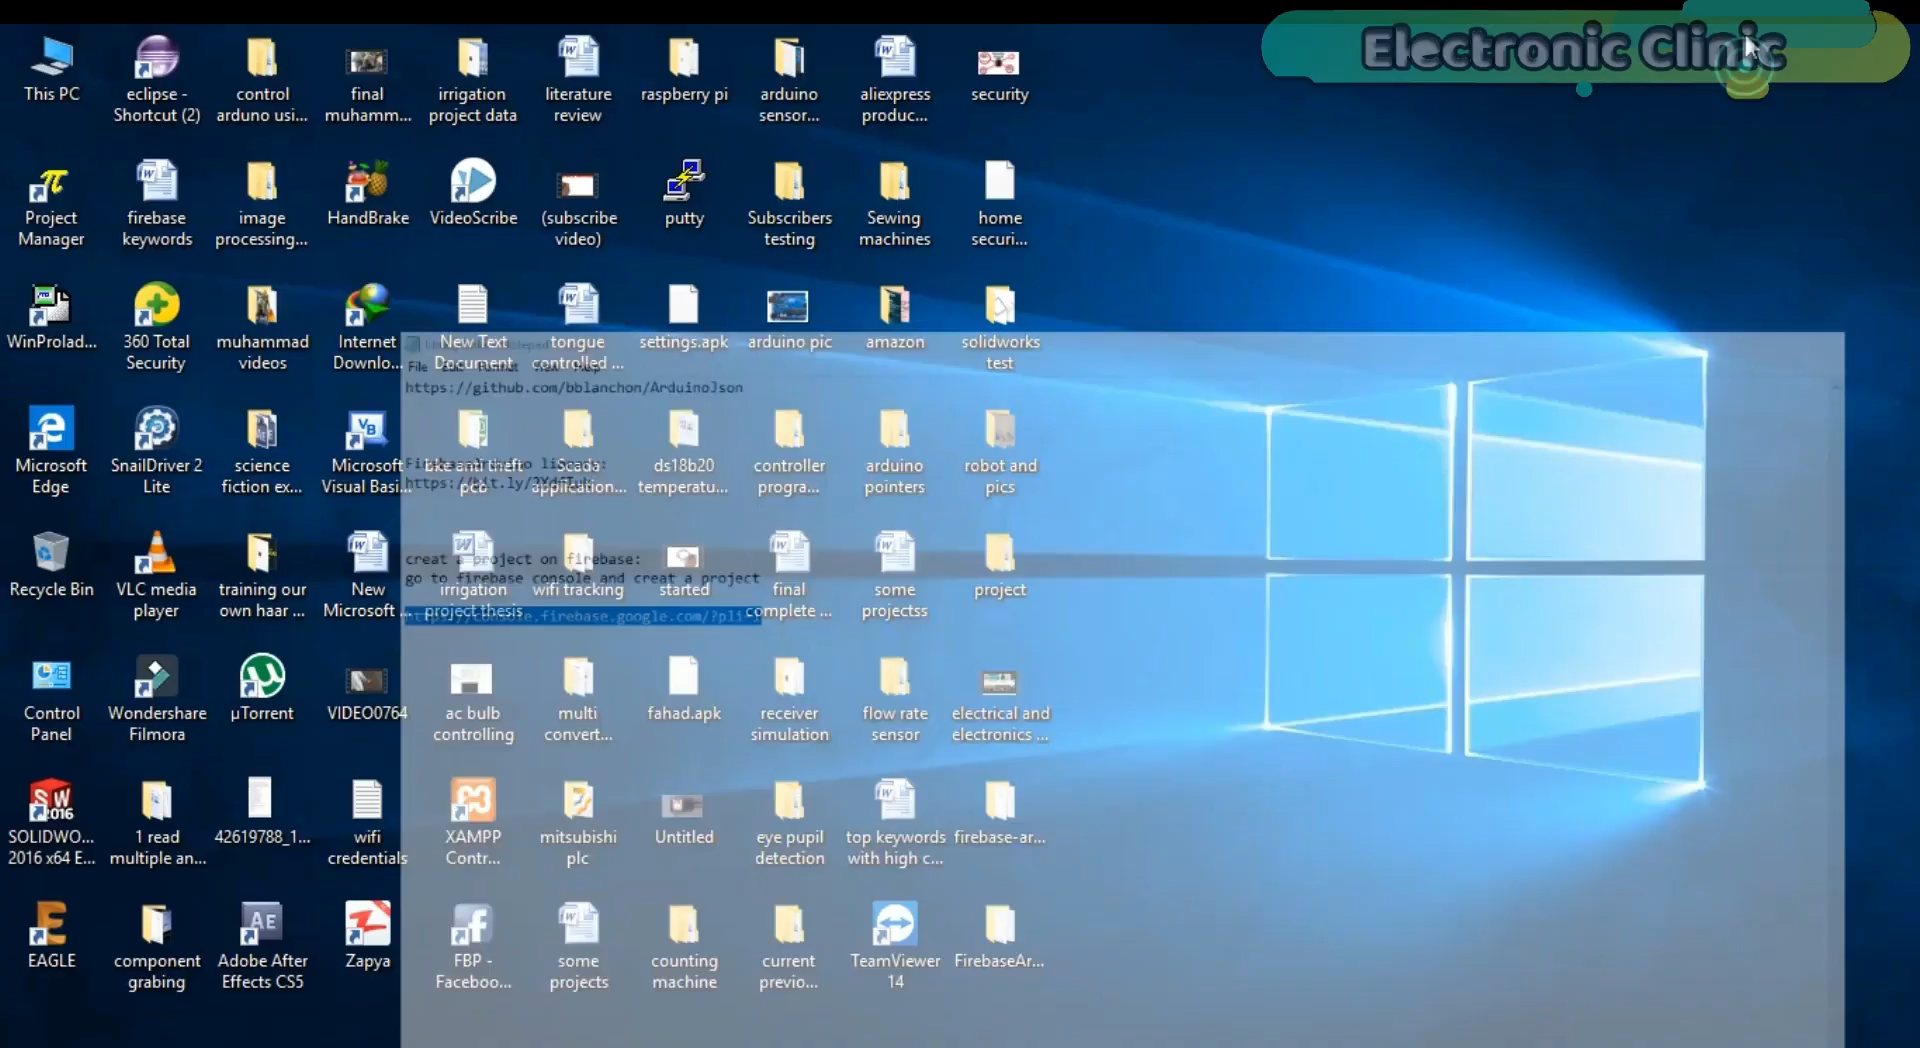 Electronic Clinic
This PC
eclipse -
Shortcut (2)
control
arduno usi...
final
muhamm...
irrigation
project data
literature
review
raspberry pi
arduino
sensor...
aliexpress
produc...
security
Project
Manager
firebase
keywords
image
processing...
HandBrake
VideoScribe
(subscribe
video)
putty
Subscribers
testing
Sewing
machines
home
securi...
WinProlad...
360 Total
Security
muhammad
videos
Internet
Downlo...
New Text
Document
tongue
controlled ...
settings.apk
arduino pic
amazon
solidworks
test
File
https://github.com/bblanchon/ArduinoJson
Microsoft
Edge
SnailDriver 2
Lite
science
fiction ex...
Microsoft
Visual Basi...
bike anti theft
pcb
Scada
application...
ds18b20
temperatu...
controller
progra...
arduino
pointers
robot and
pics
library:
https://bit.ly/
Recycle Bin
VLC media
player
training our
own haar ...
New
Microsoft ...
irrigation
project thesis
wifi tracking
started
final
complete ...
some
projectss
project
creat a project on firebase:
go to firebase console and creat a project
https://console.firebase.google.com/?pli=
Control
Panel
Wondershare
Filmora
µTorrent
VIDEO0764
ac bulb
controlling
multi
convert...
fahad.apk
receiver
simulation
flow rate
sensor
electrical and
electronics ...
SOLIDWO...
2016 x64 E...
1 read
multiple an...
42619788_1...
wifi
credentials
XAMPP
Contr...
mitsubishi
plc
Untitled
eye pupil
detection
top keywords
with high c...
firebase-ar...
EAGLE
component
grabing
Adobe After
Effects CS5
Zapya
FBP -
Faceboo...
some
projects
counting
machine
current
previo...
TeamViewer
14
FirebaseAr...